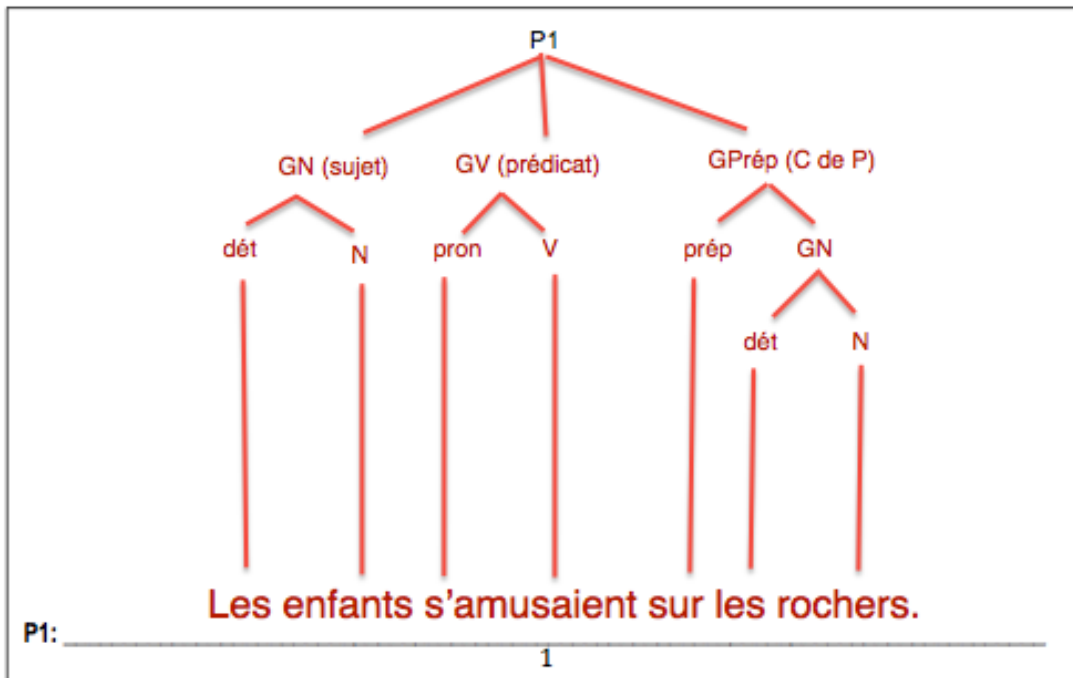 P1
GN (sujet) GV (prédicat) GPrép (C de P)
dét N pron V prép GN
dét N
Les enfants s’amusaient sur les rochers.
P1:
1